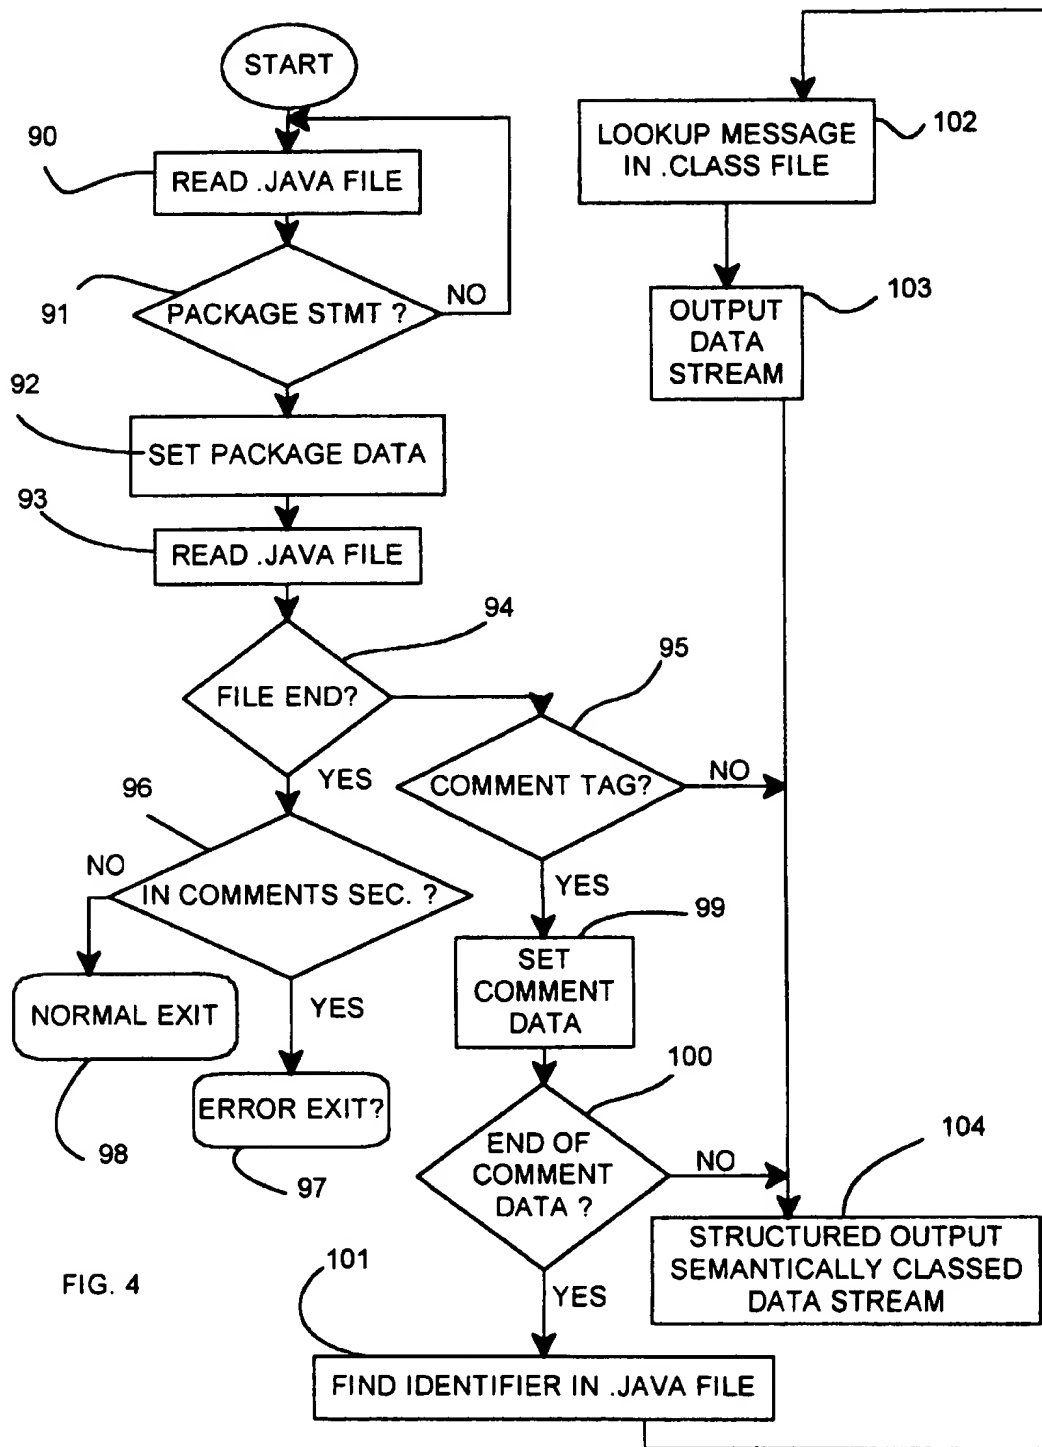 START
90
READ .JAVA FILE
91
PACKAGE STMT ?
NO
92
SET PACKAGE DATA
93
READ .JAVA FILE
94
FILE END?
YES
95
COMMENT TAG?
NO
YES
96
IN COMMENTS SEC. ?
NO
YES
NORMAL EXIT
98
ERROR EXIT?
97
99
SET
COMMENT
DATA
100
END OF
COMMENT
DATA ?
NO
YES
101
FIND IDENTIFIER IN .JAVA FILE
102
LOOKUP MESSAGE
IN .CLASS FILE
103
OUTPUT
DATA
STREAM
104
STRUCTURED OUTPUT
SEMANTICALLY CLASSED
DATA STREAM
FIG. 4